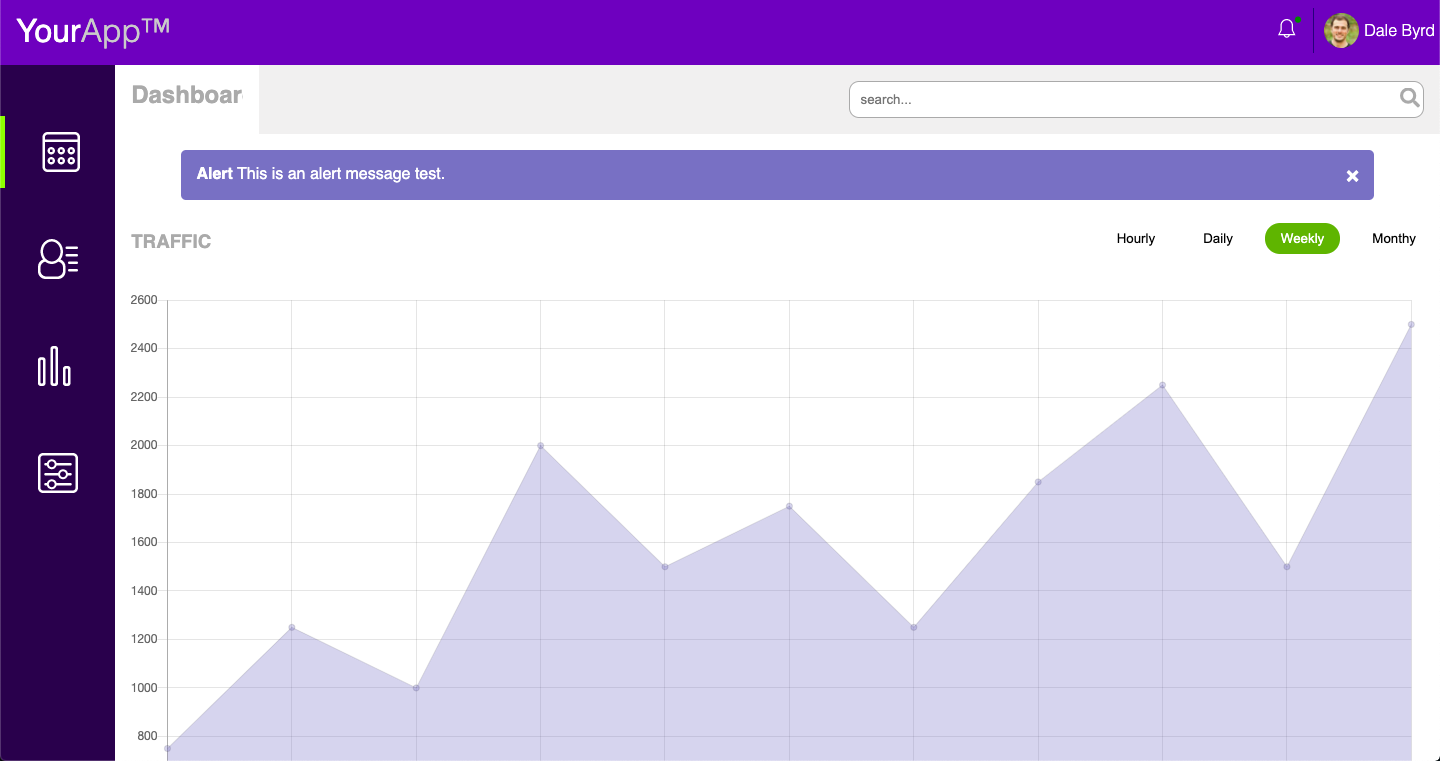 YourApp™
Dale Byrd
Dashboar
search...
Alert This is an alert message test.
TRAFFIC
Hourly Daily Weekly Monthy
2600
2400
2200
2000
1800
1600
1400
1200
1000
800